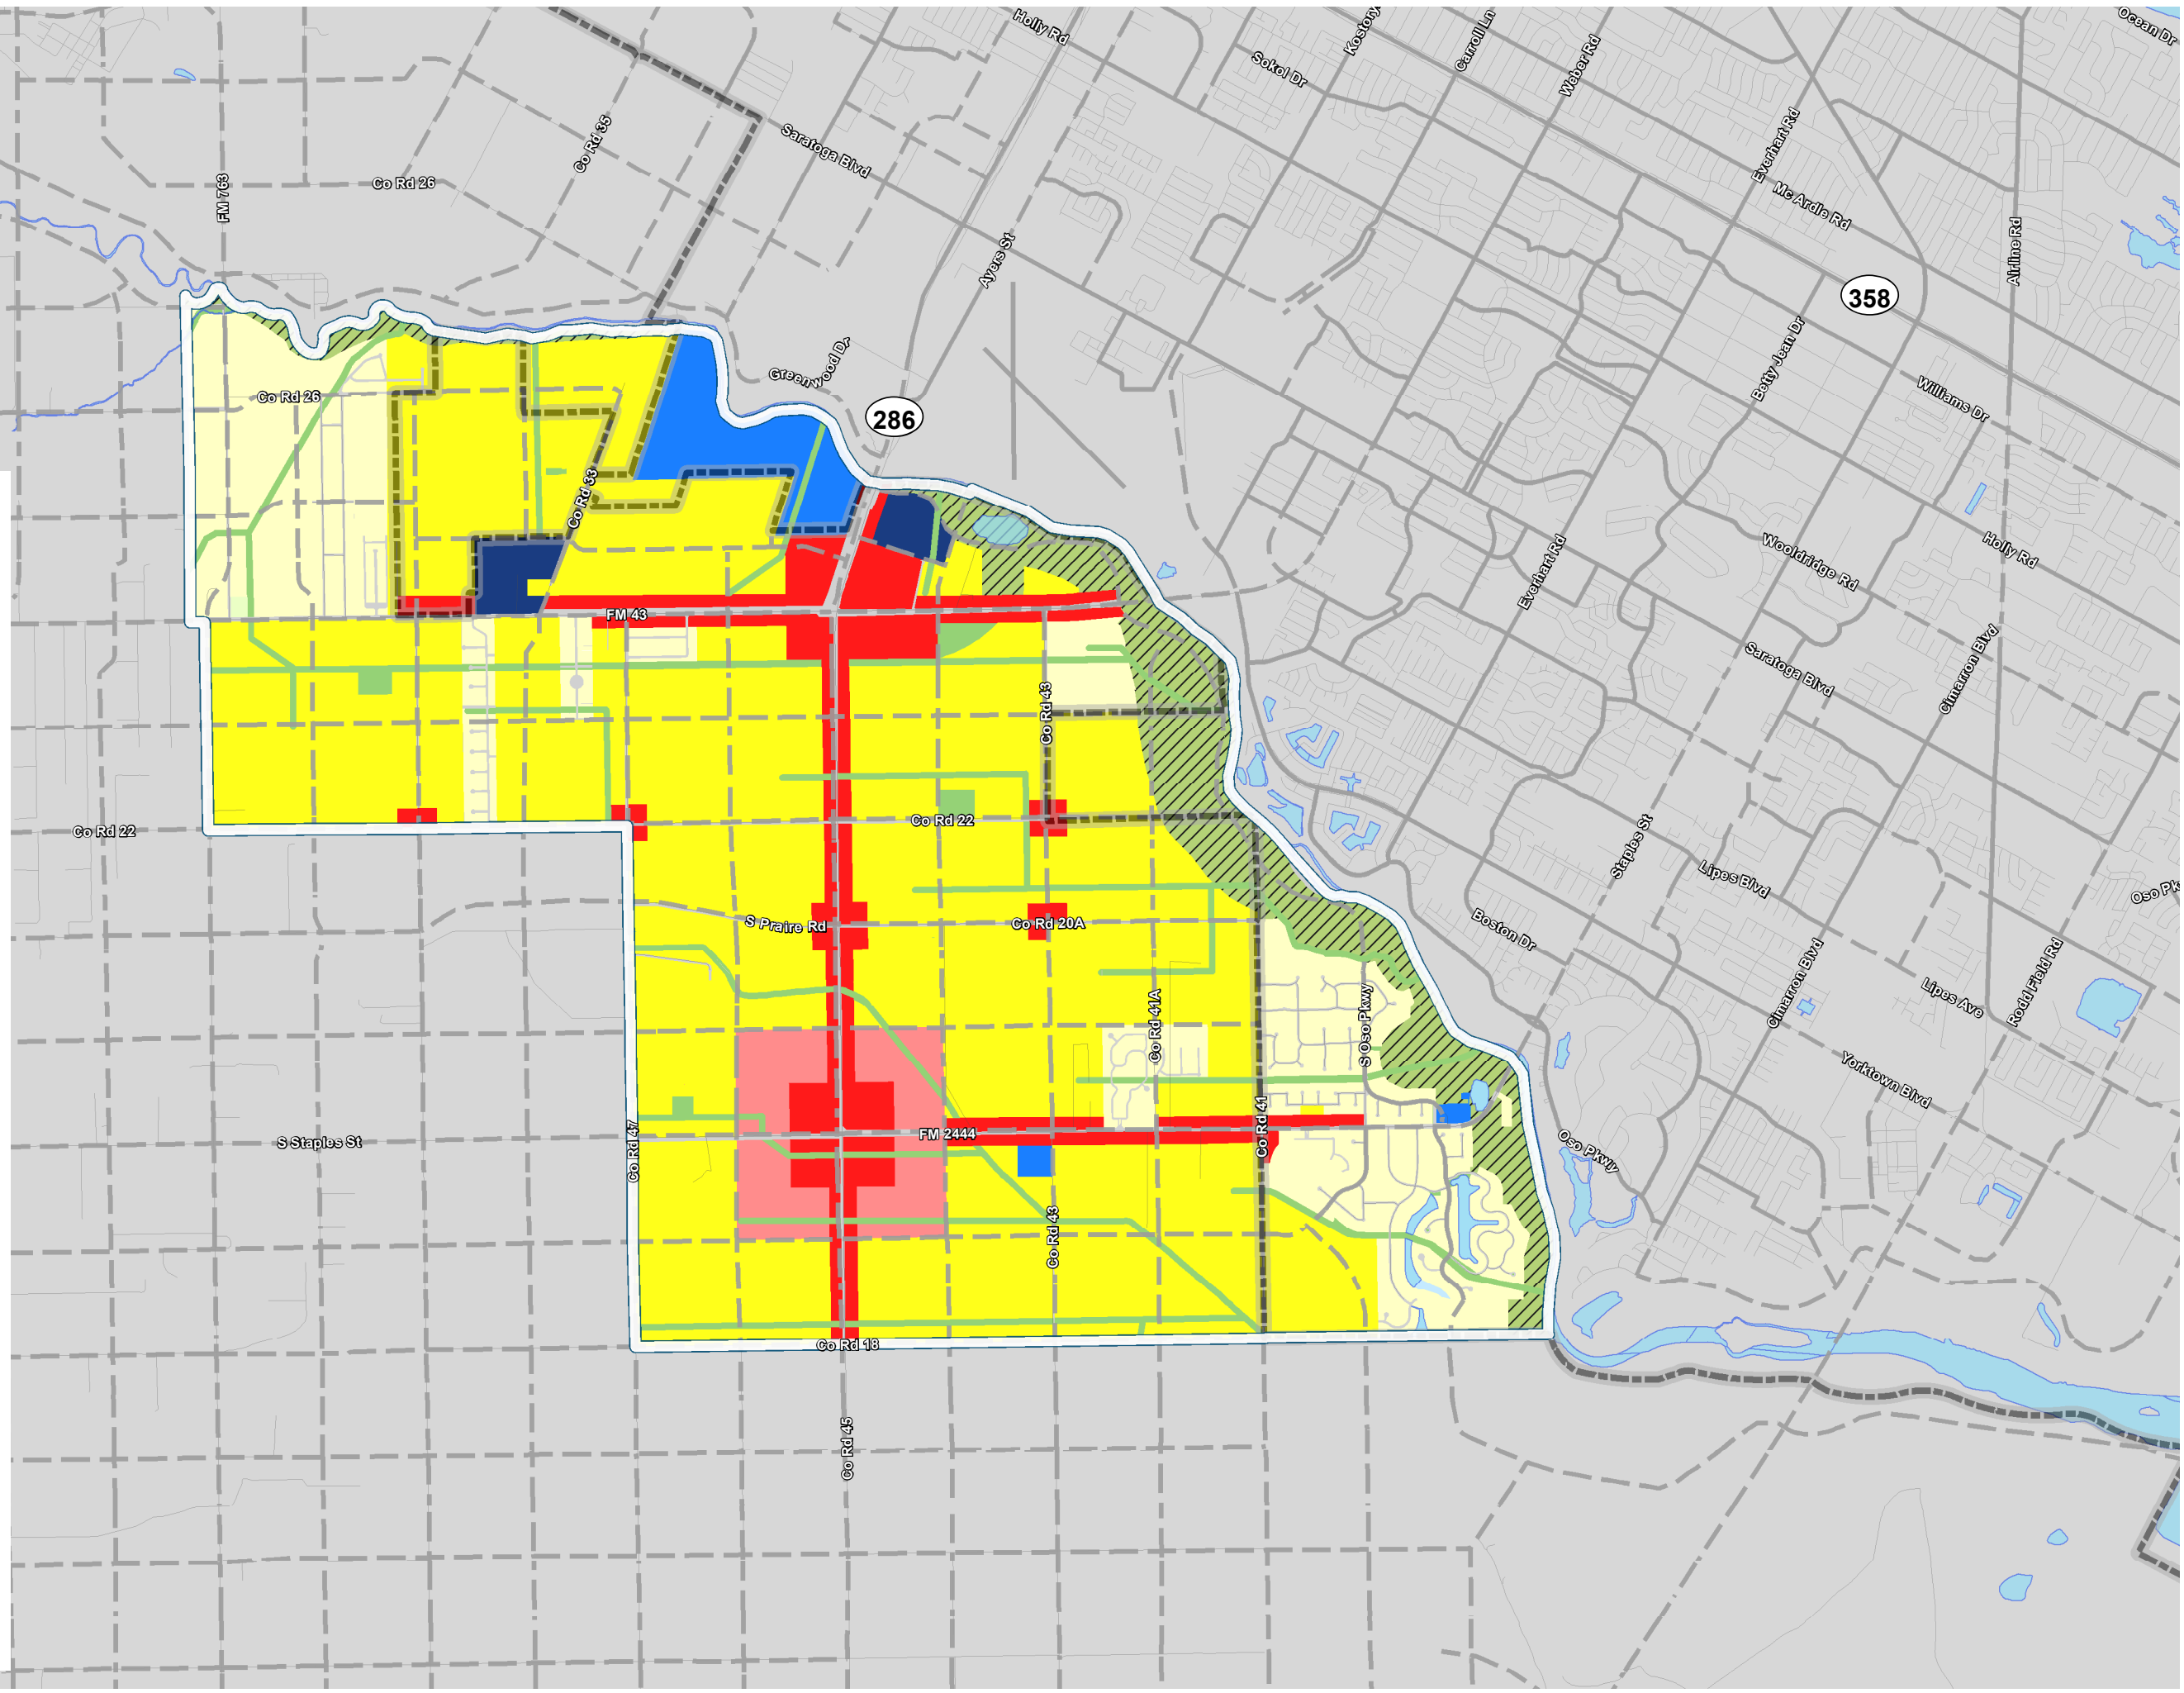 Holly Rd
Kostory
Carroll Ln
Weber Rd
Ocean Dr
Sokol Dr
Everhart Rd
Co Rd 35
Saratoga Blvd
Co Rd 26
FM 763
Mc Ardle Rd
Ayers St
Airline Rd
358
Greenwood Dr
Betty Jean Dr
Co Rd 26
286
Williams Dr
Co Rd 33
Wooldridge Rd
Holly Rd
Everhart Rd
FM 43
Saratoga Blvd
Cimarron Blvd
Co Rd 43
Co Rd 22
Co Rd 22
Staples St
Lipes Blvd
Oso Pk
S Praire Rd
Co Rd 20A
Boston Dr
Cimarron Blvd
Lipes Ave
Rodd Field Rd
Co Rd 41A
S Oso Pkwy
Yorktown Blvd
S Staples St
Co Rd 47
FM 2444
Co Rd 41
Oso Pkwy
Co Rd 43
Co Rd 18
Co Rd 45